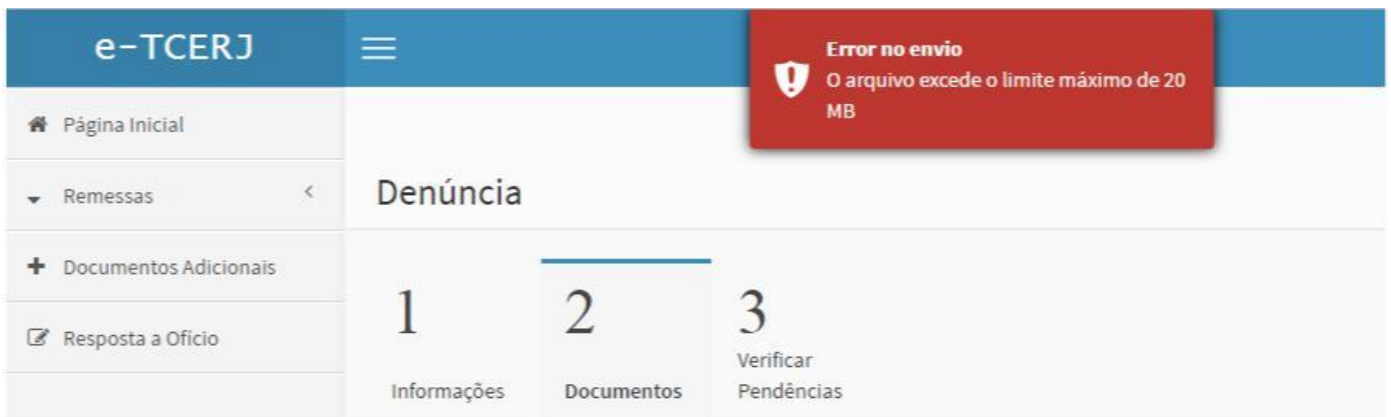 e-TCERJ
Error no envio
O arquivo excede o limite máximo de 20
MB
Página Inicial
Remessas
Documentos Adicionais
Resposta a Ofício
Denúncia
1
Informações
2
Documentos
3
Verificar
Pendências